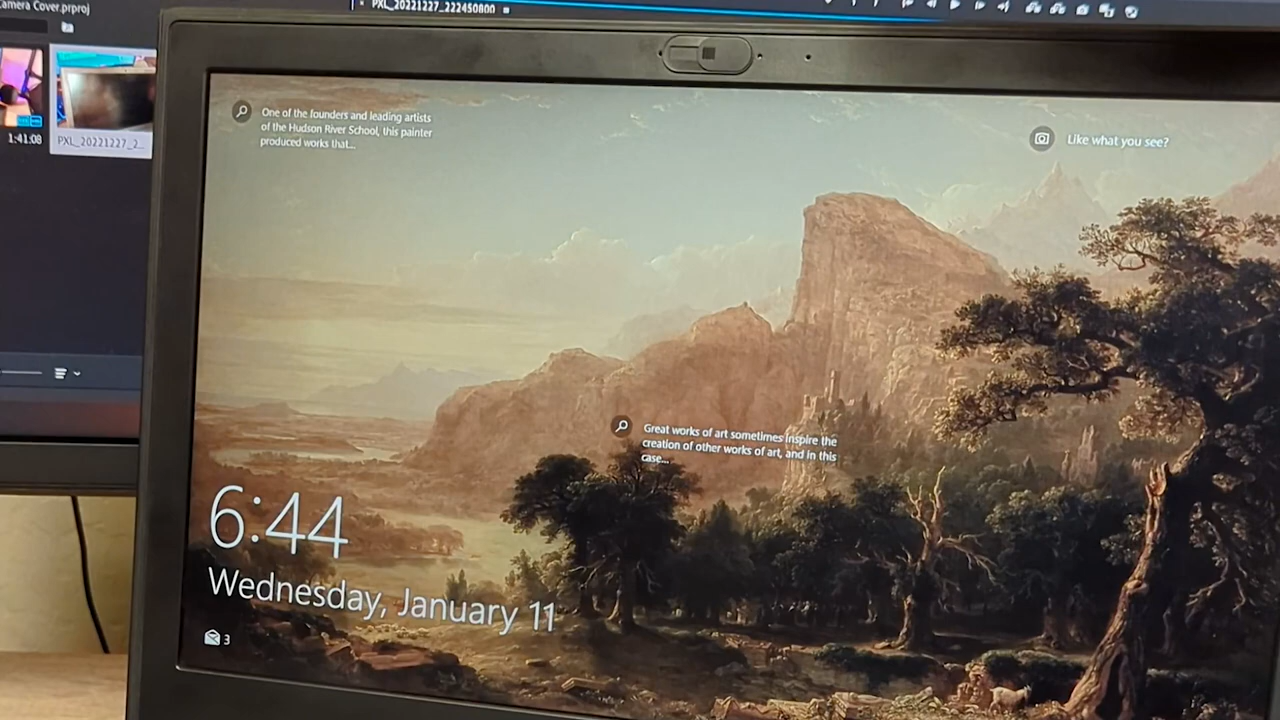 amera Cover.prproj
PXL_20221227_222450800
1:41:08
PXL_20221227_2...
One of the founders and leading artists
of the Hudson River School, this painter
produced works that...
Like what you see?
Great works of art sometimes inspire the
creation of other works of art, and in this
case...
6:44
Wednesday, January 11
3